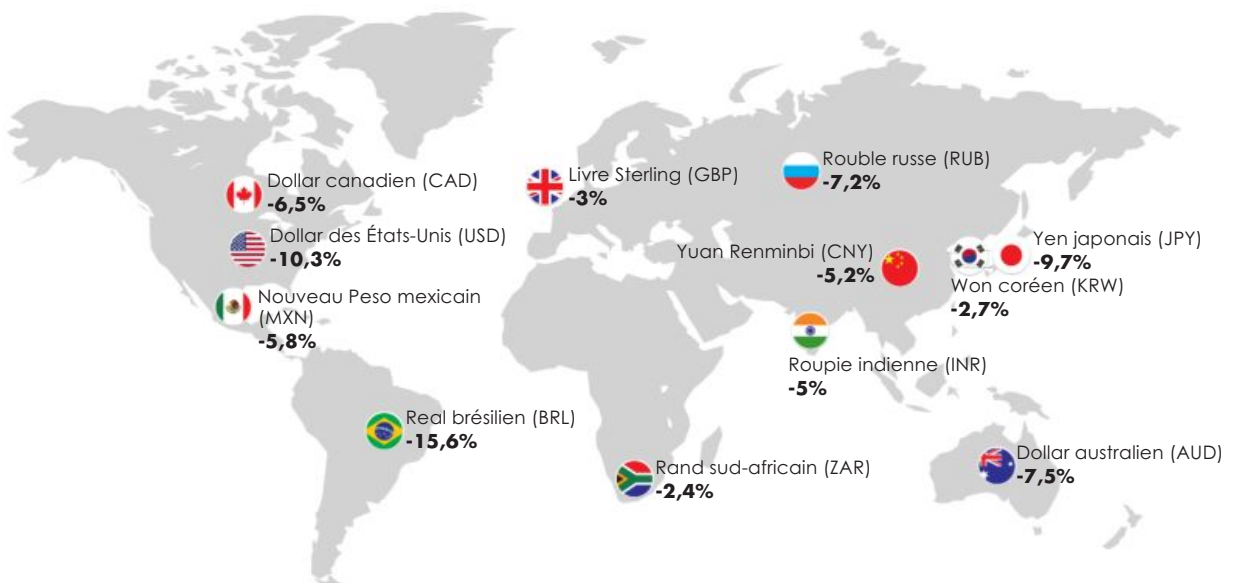 Dollar canadien (CAD)
-6,5%
Dollar des États-Unis (USD)
-10,3%
Nouveau Peso mexicain
(MXN)
-5,8%
Real brésilien (BRL)
-15,6%
Livre Sterling (GBP)
-3%
Rand sud-africain (ZAR)
-2,4%
Rouble russe (RUB)
-7,2%
Yuan Renminbi (CNY)
-5,2%
Yen japonais (JPY)
-9,7%
Won coréen (KRW)
-2,7%
Roupie indienne (INR)
-5%
Dollar australien (AUD)
-7,5%